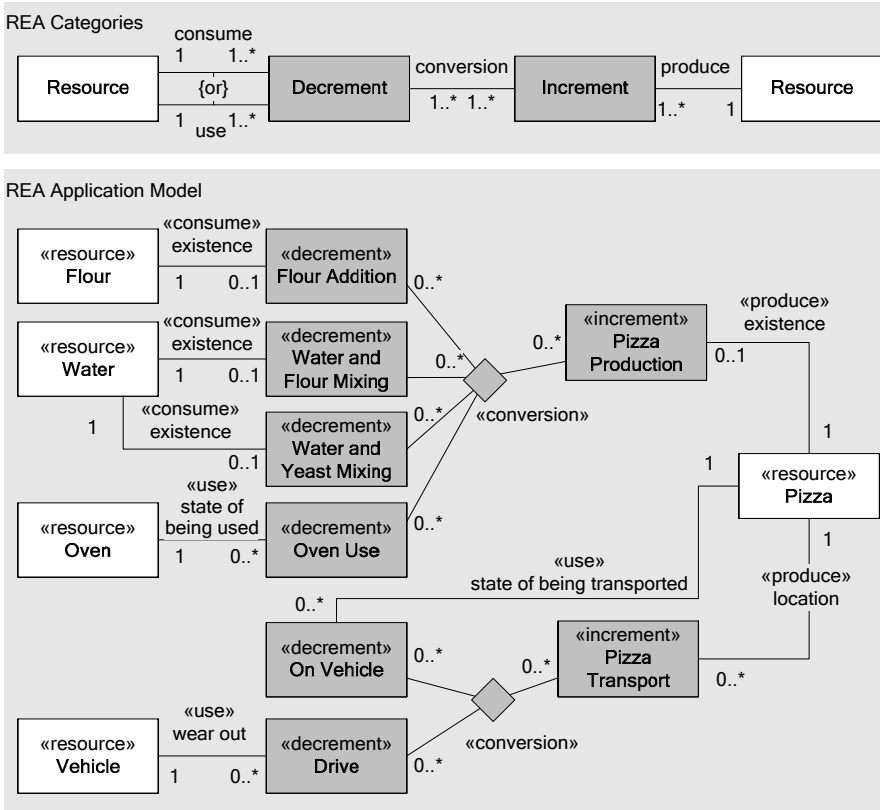 REA Categories
consume
1 1..*
Resource
{or}
Decrement
conversion
1..* 1..*
Increment
produce
1..* 1
Resource
1 1..*
use
REA Application Model
«resource»
Flour
«consume»
existence
1 0..1
«decrement»
Flour Addition
0..*
«resource»
Water
«consume»
existence
1 0..1
«decrement»
Water and
Flour Mixing
0..*
1
«consume»
existence
0..1
«decrement»
Water and
Yeast Mixing
0..*
«conversion»
0..*
«increment»
Pizza
Production
«produce»
existence
0..1
1
«resource»
Pizza
«resource»
Oven
«use»
state of
being used
1 0..*
«decrement»
Oven Use
0..*
1
«use»
state of being transported
0..*
«decrement»
On Vehicle
0..*
1
«produce»
location
0..*
«increment»
Pizza
Transport
0..*
«conversion»
«resource»
Vehicle
«use»
wear out
1 0..*
«decrement»
Drive
0..*